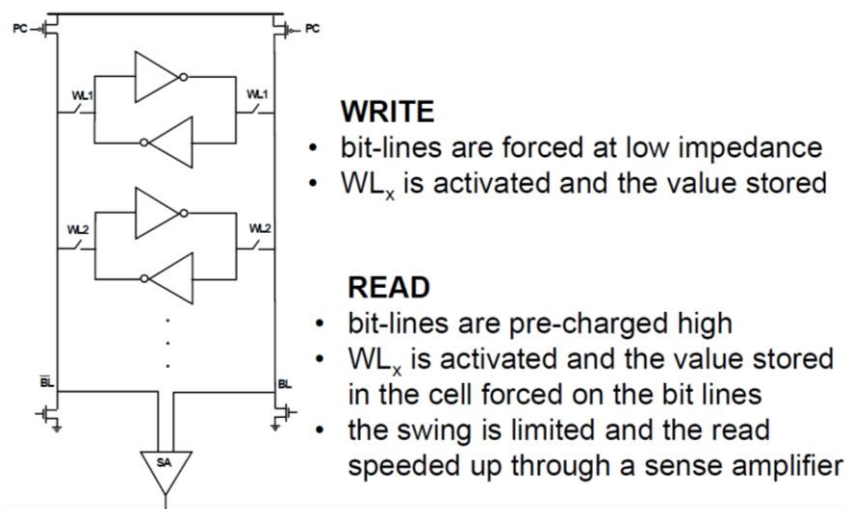 PC
PC
WL1
WL1
WRITE
• bit-lines are forced at low impedance
• WLₓ is activated and the value stored
WL2
WL2
READ
• bit-lines are pre-charged high
• WLₓ is activated and the value stored
in the cell forced on the bit lines
• the swing is limited and the read
speeded up through a sense amplifier
B̅L̅
BL
SA